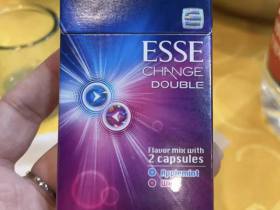 ESSE
CHANGE
DOUBLE
Flavor mix with
2 capsules
Applemint